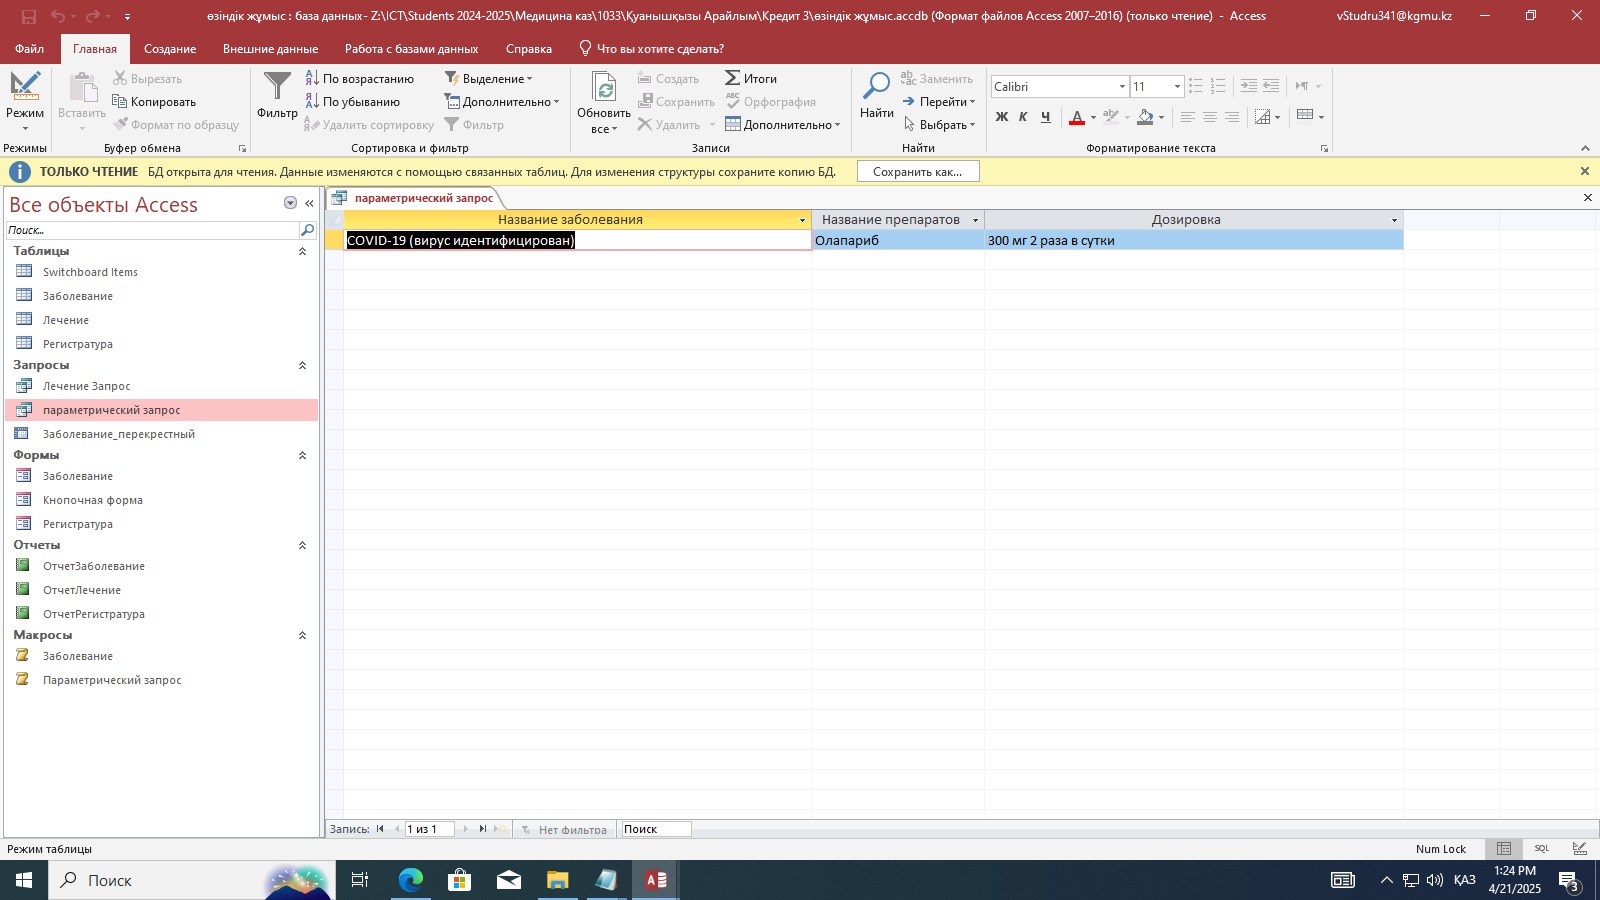 өзіндік жұмыс : база данных- Z:\ICT\Students 2024-2025\Медицина каз\1033\Қуанышқызы Арайлым\Кредит 3\өзіндік жұмыс.accdb (Формат файлов Access 2007–2016) (только чтение) - Access
vStudru341@kgmu.kz
Файл Главная Создание Внешние данные Работа с базами данных Справка Что вы хотите сделать?
Режим
Режимы
Вставить
Вырезать
Копировать
Формат по образцу
Буфер обмена
Фильтр
По возрастанию
По убыванию
Удалить сортировку
Выделение
Дополнительно
Фильтр
Сортировка и фильтр
Обновить
все
Создать
Сохранить
Удалить
Итоги
Орфография
Дополнительно
Записи
Найти
Заменить
Перейти
Выбрать
Найти
Calibri 11
Ж К Ч
Форматирование текста
ТОЛЬКО ЧТЕНИЕ БД открыта для чтения. Данные изменяются с помощью связанных таблиц. Для изменения структуры сохраните копию БД. Сохранить как...
Все объекты Access
Поиск...
Таблицы
Switchboard Items
Заболевание
Лечение
Регистратура
Запросы
Лечение Запрос
параметрический запрос
Заболевание_перекрестный
Формы
Заболевание
Кнопочная форма
Регистратура
Отчеты
ОтчетЗаболевание
ОтчетЛечение
ОтчетРегистратура
Макросы
Заболевание
Параметрический запрос
параметрический запрос
Название заболевания Название препаратов Дозировка
COVID-19 (вирус идентифицирован) Олапариб 300 мг 2 раза в сутки
Запись: 1 из 1 Нет фильтра Поиск
Режим таблицы
Num Lock SQL
Поиск
ҚАЗ
1:24 PM
4/21/2025
3